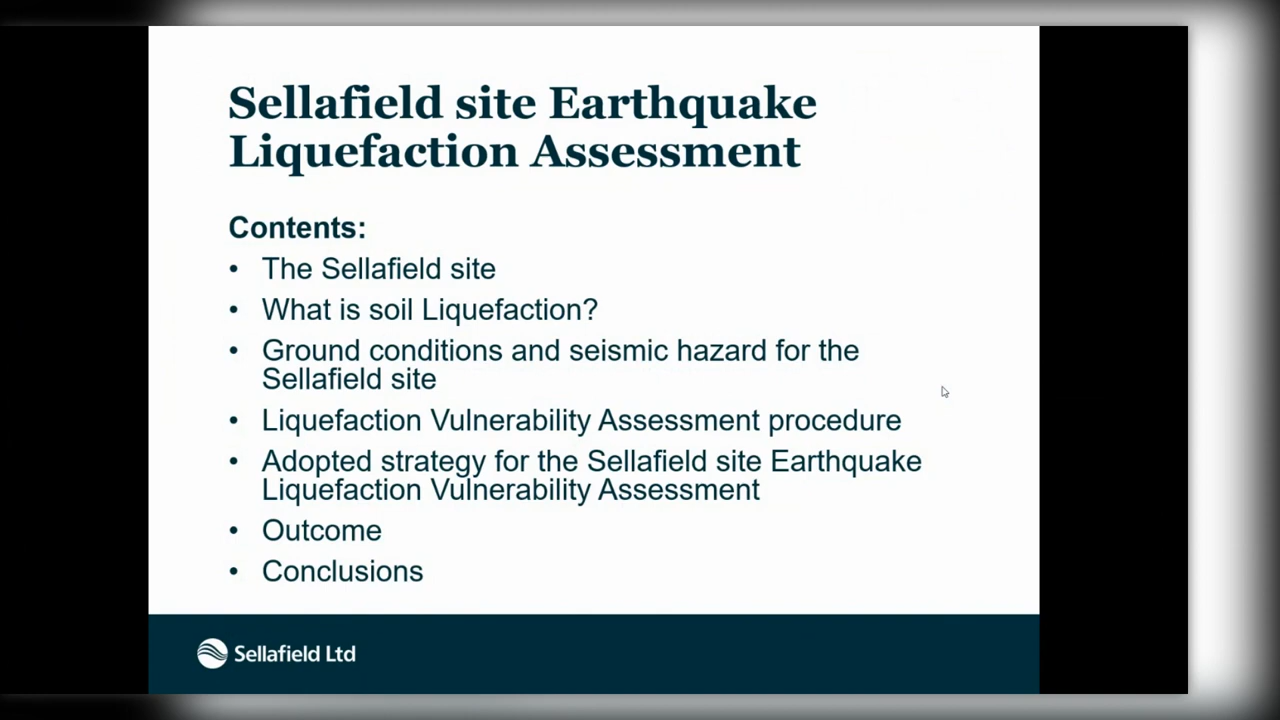 Sellafield site Earthquake
Liquefaction Assessment
Contents:
• The Sellafield site
• What is soil Liquefaction?
• Ground conditions and seismic hazard for the
Sellafield site
• Liquefaction Vulnerability Assessment procedure
• Adopted strategy for the Sellafield site Earthquake
Liquefaction Vulnerability Assessment
• Outcome
• Conclusions
Sellafield Ltd